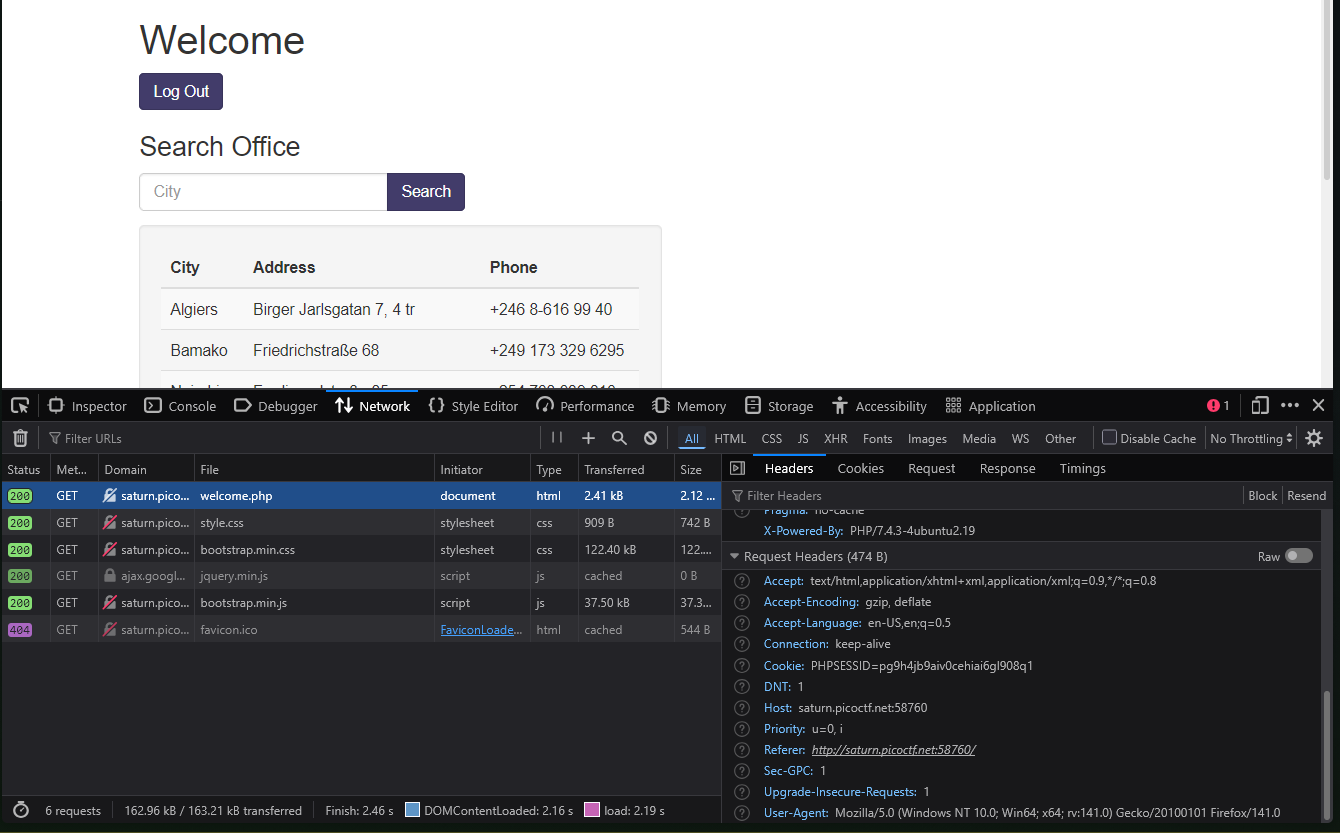 Welcome
Log Out
Search Office
City Search
City Address Phone
Algiers Birger Jarlsgatan 7, 4 tr +246 8-616 99 40
Bamako Friedrichstraße 68 +249 173 329 6295
Inspector Console Debugger Network Style Editor Performance Memory Storage Accessibility Application 1
Filter URLs All HTML CSS JS XHR Fonts Images Media WS Other Disable Cache No Throttling
Status Met... Domain File Initiator Type Transferred Size
200 GET saturn.pico... welcome.php document html 2.41 kB 2.12 ...
200 GET saturn.pico... style.css stylesheet css 909 B 742 B
200 GET saturn.pico... bootstrap.min.css stylesheet css 122.40 kB 122....
200 GET ajax.googl... jquery.min.js script js cached 0 B
200 GET saturn.pico... bootstrap.min.js script js 37.50 kB 37.3...
404 GET saturn.pico... favicon.ico FaviconLoade... html cached 544 B
6 requests 162.96 kB / 163.21 kB transferred Finish: 2.46 s DOMContentLoaded: 2.16 s load: 2.19 s
Headers Cookies Request Response Timings
Filter Headers Block Resend
Pragma: no-cache
X-Powered-By: PHP/7.4.3-4ubuntu2.19
Request Headers (474 B) Raw
Accept: text/html,application/xhtml+xml,application/xml;q=0.9,*/*;q=0.8
Accept-Encoding: gzip, deflate
Accept-Language: en-US,en;q=0.5
Connection: keep-alive
Cookie: PHPSESSID=pg9h4jb9aiv0cehiai6gl908q1
DNT: 1
Host: saturn.picoctf.net:58760
Priority: u=0, i
Referer: http://saturn.picoctf.net:58760/
Sec-GPC: 1
Upgrade-Insecure-Requests: 1
User-Agent: Mozilla/5.0 (Windows NT 10.0; Win64; x64; rv:141.0) Gecko/20100101 Firefox/141.0